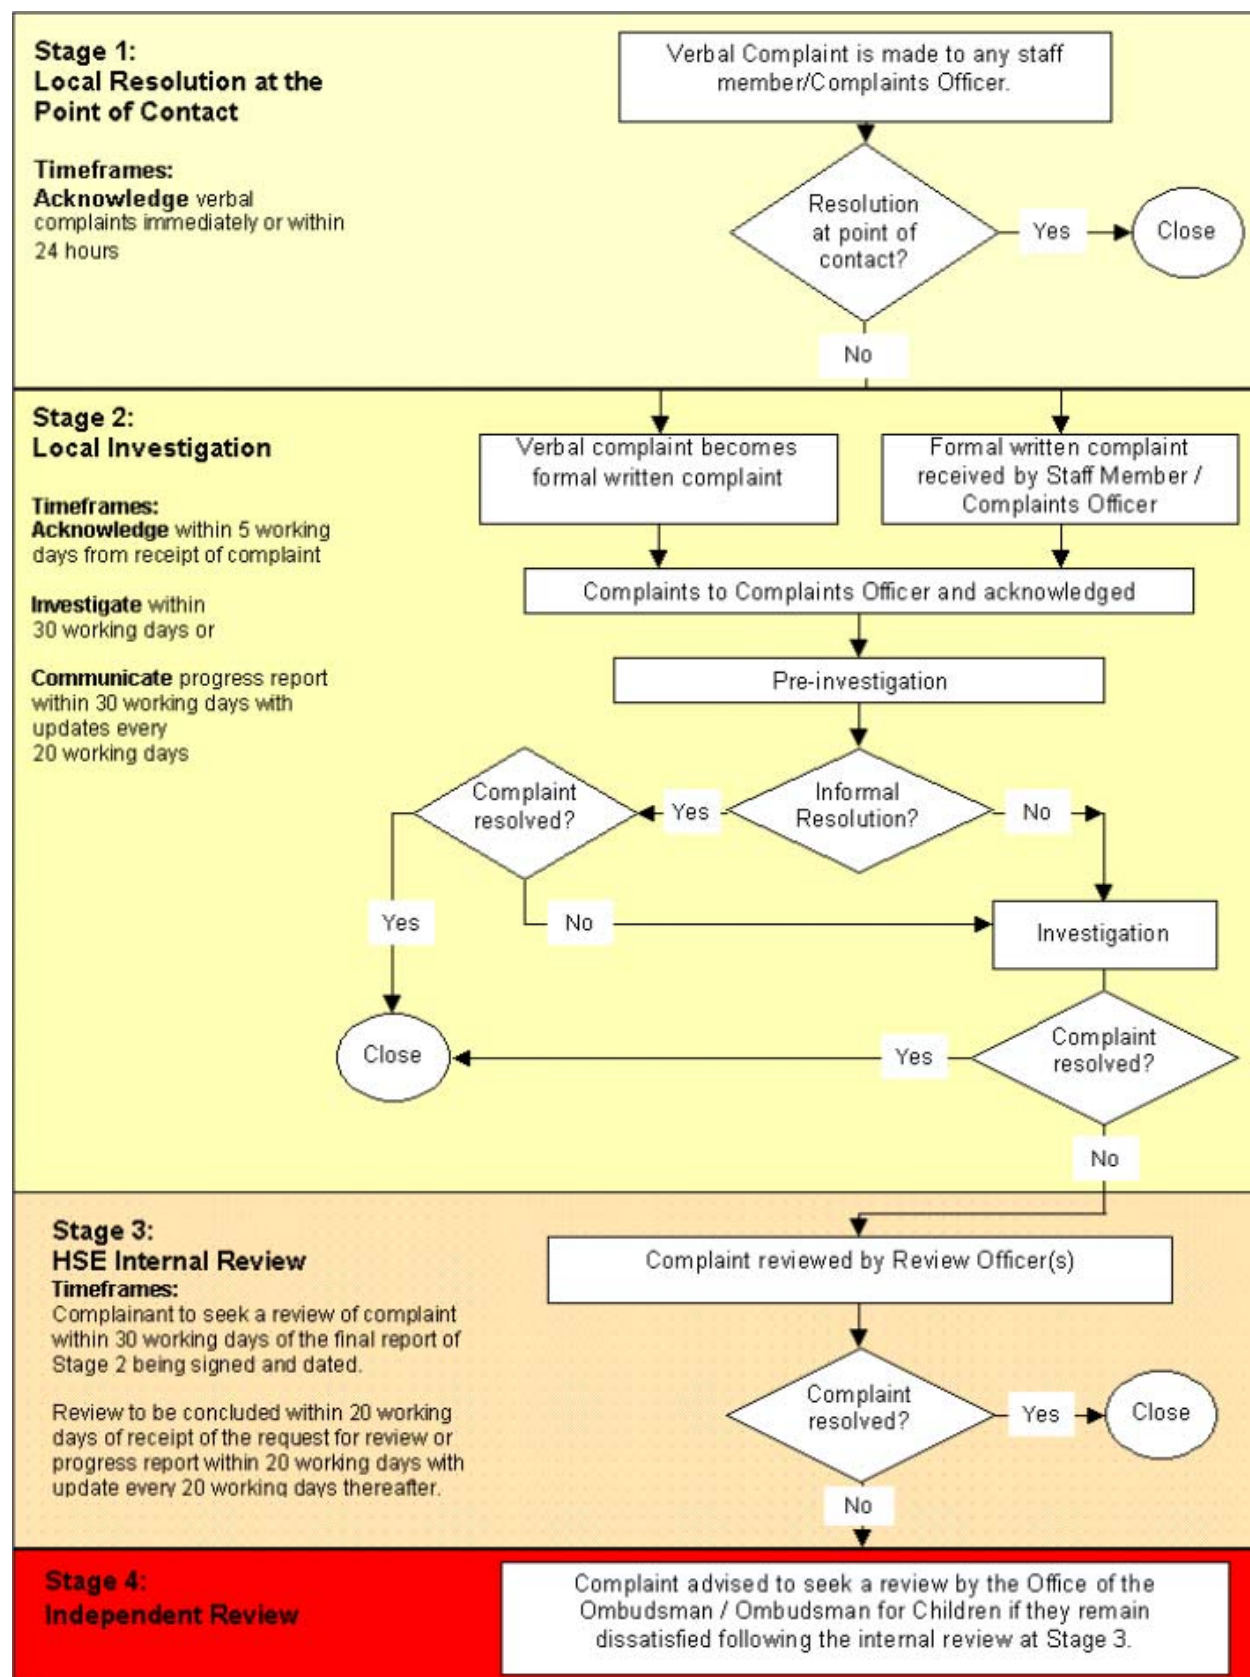 Stage 1:
Local Resolution at the
Point of Contact
Timeframes:
Acknowledge verbal
complaints immediately or within
24 hours
Verbal Complaint is made to any staff
member/Complaints Officer.
Resolution
at point of
contact?
Yes
Close
No
Stage 2:
Local Investigation
Timeframes:
Acknowledge within 5 working
days from receipt of complaint
Investigate within
30 working days or
Communicate progress report
within 30 working days with
updates every
20 working days
Verbal complaint becomes
formal written complaint
Formal written complaint
received by Staff Member /
Complaints Officer
Complaints to Complaints Officer and acknowledged
Pre-investigation
Complaint
resolved?
Yes
Informal
Resolution?
No
Yes
No
Investigation
Close
Yes
Complaint
resolved?
No
Stage 3:
HSE Internal Review
Timeframes:
Complainant to seek a review of complaint
within 30 working days of the final report of
Stage 2 being signed and dated.
Review to be concluded within 20 working
days of receipt of the request for review or
progress report within 20 working days with
update every 20 working days thereafter.
Complaint reviewed by Review Officer(s)
Complaint
resolved?
Yes
Close
No
Stage 4:
Independent Review
Complaint advised to seek a review by the Office of the
Ombudsman / Ombudsman for Children if they remain
dissatisfied following the internal review at Stage 3.